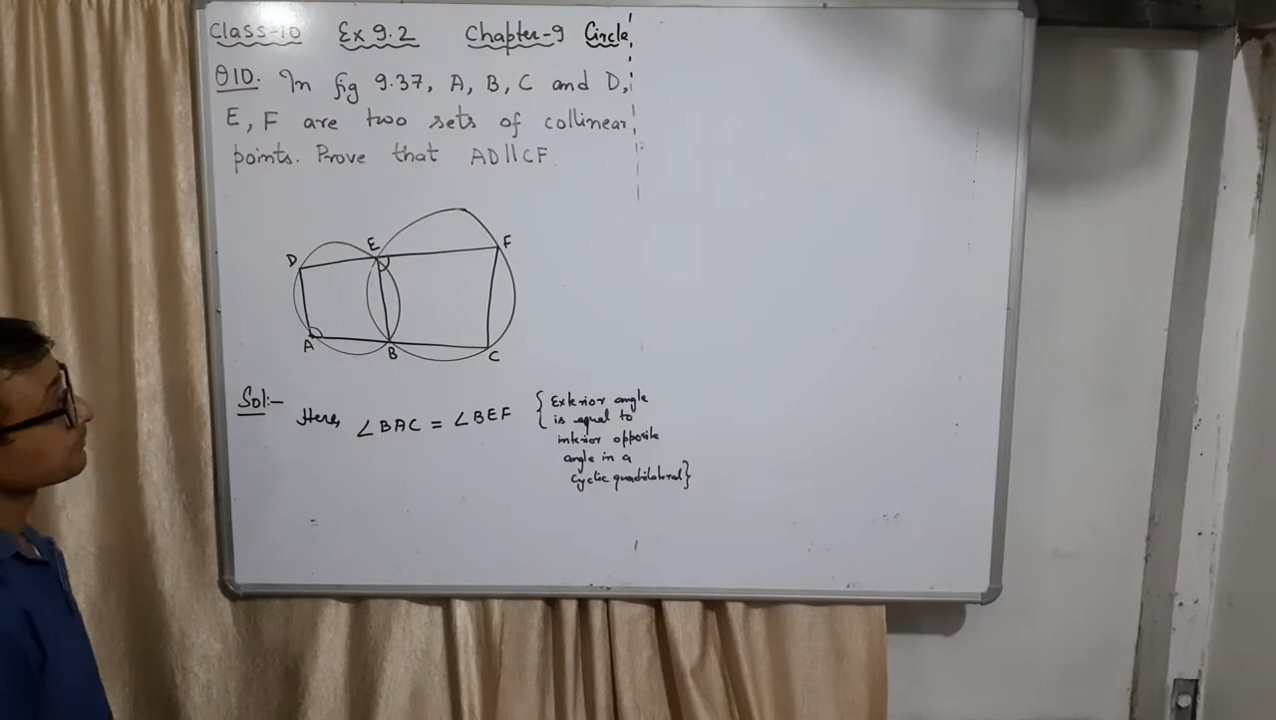 Class-10 Ex 9.2 Chapter-9 Circle
Q10. In fig 9.37, A, B, C and D,
E, F are two sets of collinear
points. Prove that AD||CF
D E F
A B C
Sol:-
Here, ∠BAC = ∠BEF
{ Exterior angle
is equal to
interior opposite
angle in a
cyclic quadrilateral}